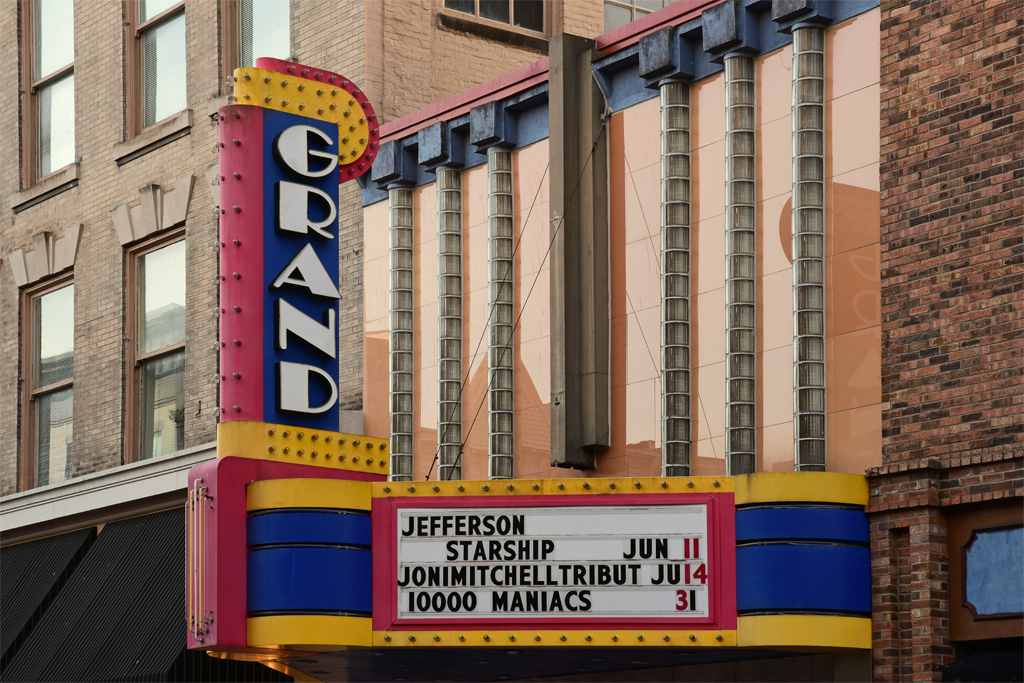 GRAND
JEFFERSON
STARSHIP JUN 11
JONIMITCHELLTRIBUT JU14
10000 MANIACS 31